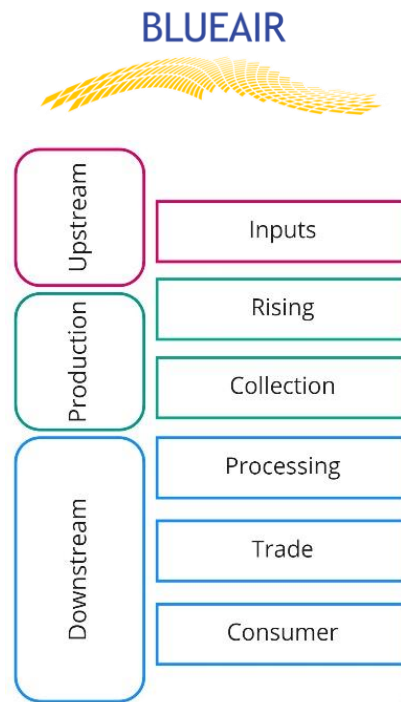 BLUEAIR
Upstream
Inputs
Production
Rising
Collection
Downstream
Processing
Trade
Consumer